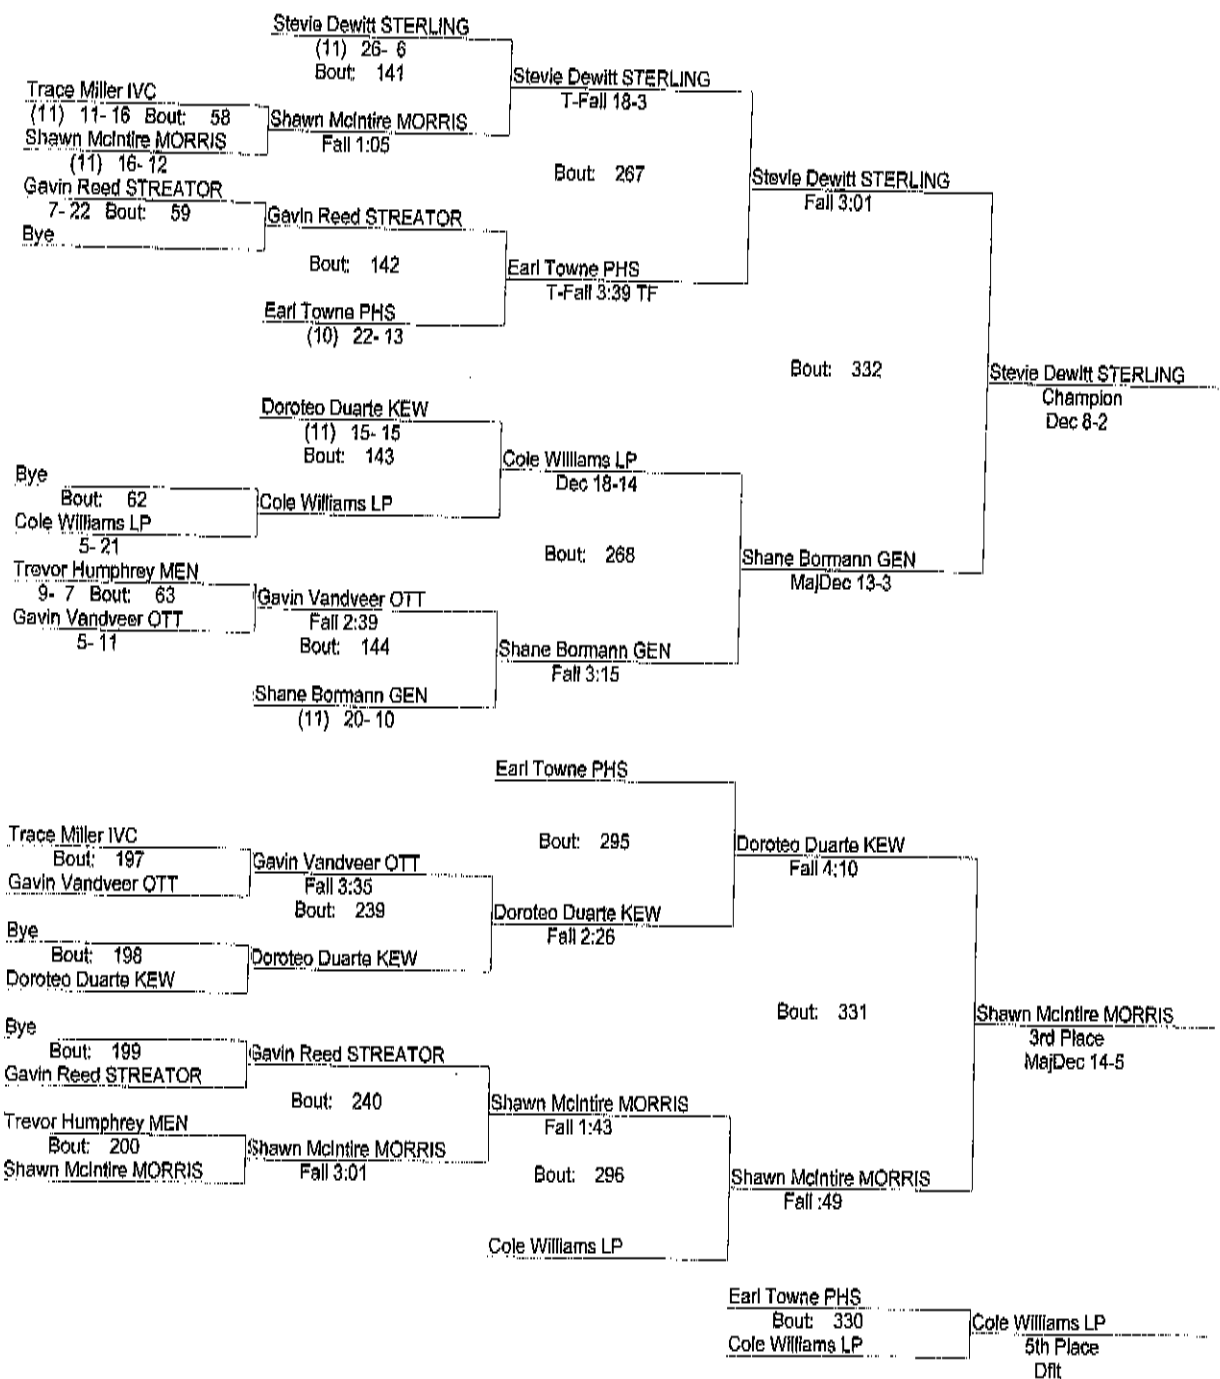 Stevie Dewitt STERLING
(11) 26- 6
Bout: 141
Stevie Dewitt STERLING
T-Fall 18-3
Trace Miller IVC
(11) 11- 16 Bout: 58
Shawn McIntire MORRIS
Fall 1:05
Shawn McIntire MORRIS
(11) 16- 12
Bout: 267
Stevie Dewitt STERLING
Fall 3:01
Gavin Reed STREATOR
7- 22 Bout: 59
Gavin Reed STREATOR
Bye
Bout: 142
Earl Towne PHS
T-Fall 3:39 TF
Earl Towne PHS
(10) 22- 13
Bout: 332
Stevie Dewitt STERLING
Champion
Dec 8-2
Doroteo Duarte KEW
(11) 15- 15
Bout: 143
Cole Williams LP
Dec 18-14
Bye
Bout: 62
Cole Williams LP
Cole Williams LP
5- 21
Bout: 268
Shane Bormann GEN
MajDec 13-3
Trevor Humphrey MEN
9- 7 Bout: 63
Gavin Vandveer OTT
Fall 2:39
Gavin Vandveer OTT
5- 11
Bout: 144
Shane Bormann GEN
Fall 3:15
Shane Bormann GEN
(11) 20- 10
Earl Towne PHS
Bout: 295
Doroteo Duarte KEW
Fall 4:10
Trace Miller IVC
Bout: 197
Gavin Vandveer OTT
Gavin Vandveer OTT
Fall 3:35
Bout: 239
Doroteo Duarte KEW
Fall 2:26
Bye
Bout: 198
Doroteo Duarte KEW
Doroteo Duarte KEW
Bout: 331
Shawn McIntire MORRIS
3rd Place
MajDec 14-5
Bye
Bout: 199
Gavin Reed STREATOR
Gavin Reed STREATOR
Bout: 240
Shawn McIntire MORRIS
Fall 1:43
Trevor Humphrey MEN
Bout: 200
Shawn McIntire MORRIS
Shawn McIntire MORRIS
Fall 3:01
Bout: 296
Shawn McIntire MORRIS
Fall :49
Cole Williams LP
Earl Towne PHS
Bout: 330
Cole Williams LP
Cole Williams LP
5th Place
Dflt